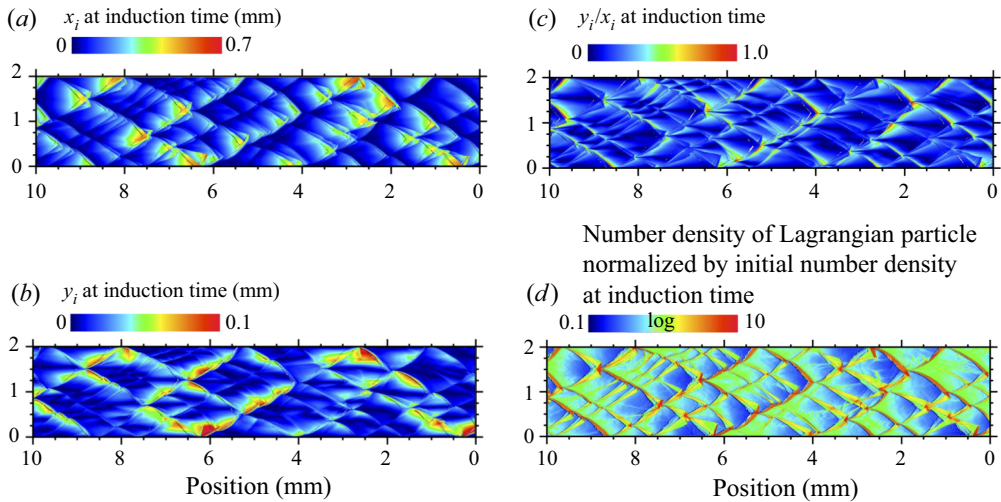 (a) xi at induction time (mm)
0 0.7
2
1
0
10 8 6 4 2 0
(b) yi at induction time (mm)
0 0.1
2
1
0
10 8 6 4 2 0
Position (mm)
(c) yi/xi at induction time
0 1.0
2
1
0
10 8 6 4 2 0
Number density of Lagrangian particle
normalized by initial number density
(d) at induction time
0.1 log 10
2
1
0
10 8 6 4 2 0
Position (mm)